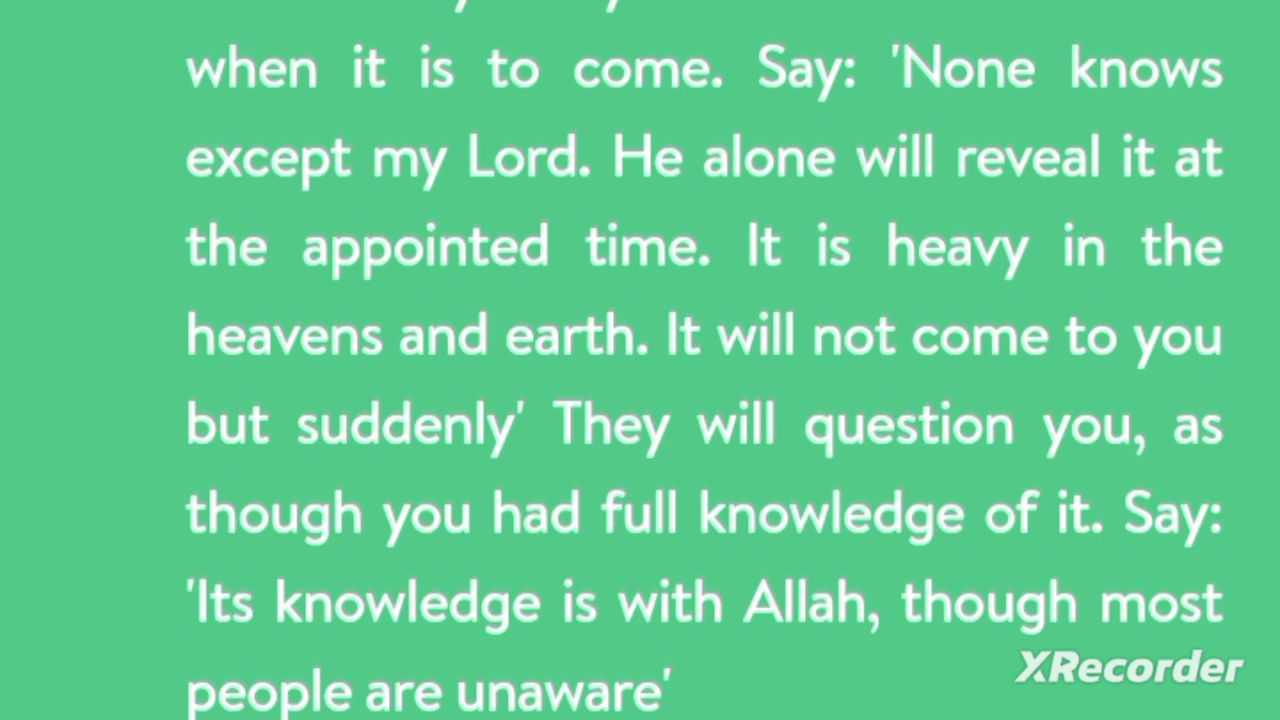 when it is to come. Say: 'None knows
except my Lord. He alone will reveal it at
the appointed time. It is heavy in the
heavens and earth. It will not come to you
but suddenly' They will question you, as
though you had full knowledge of it. Say:
'Its knowledge is with Allah, though most
people are unaware'
XRecorder